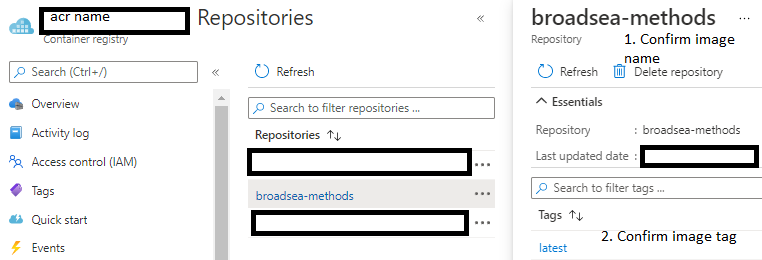 acr name
Container registry
Repositories
«
Search (Ctrl+/)
«
Overview
Activity log
Access control (IAM)
Tags
Quick start
Events
Refresh
Search to filter repositories ...
Repositories ↑↓
...
broadsea-methods
...
...
broadsea-methods
...
Repository
1. Confirm image
name
Refresh
Delete repository
Essentials
Repository : broadsea-methods
Last updated date :
Search to filter tags ...
Tags ↑↓
2. Confirm image tag
latest